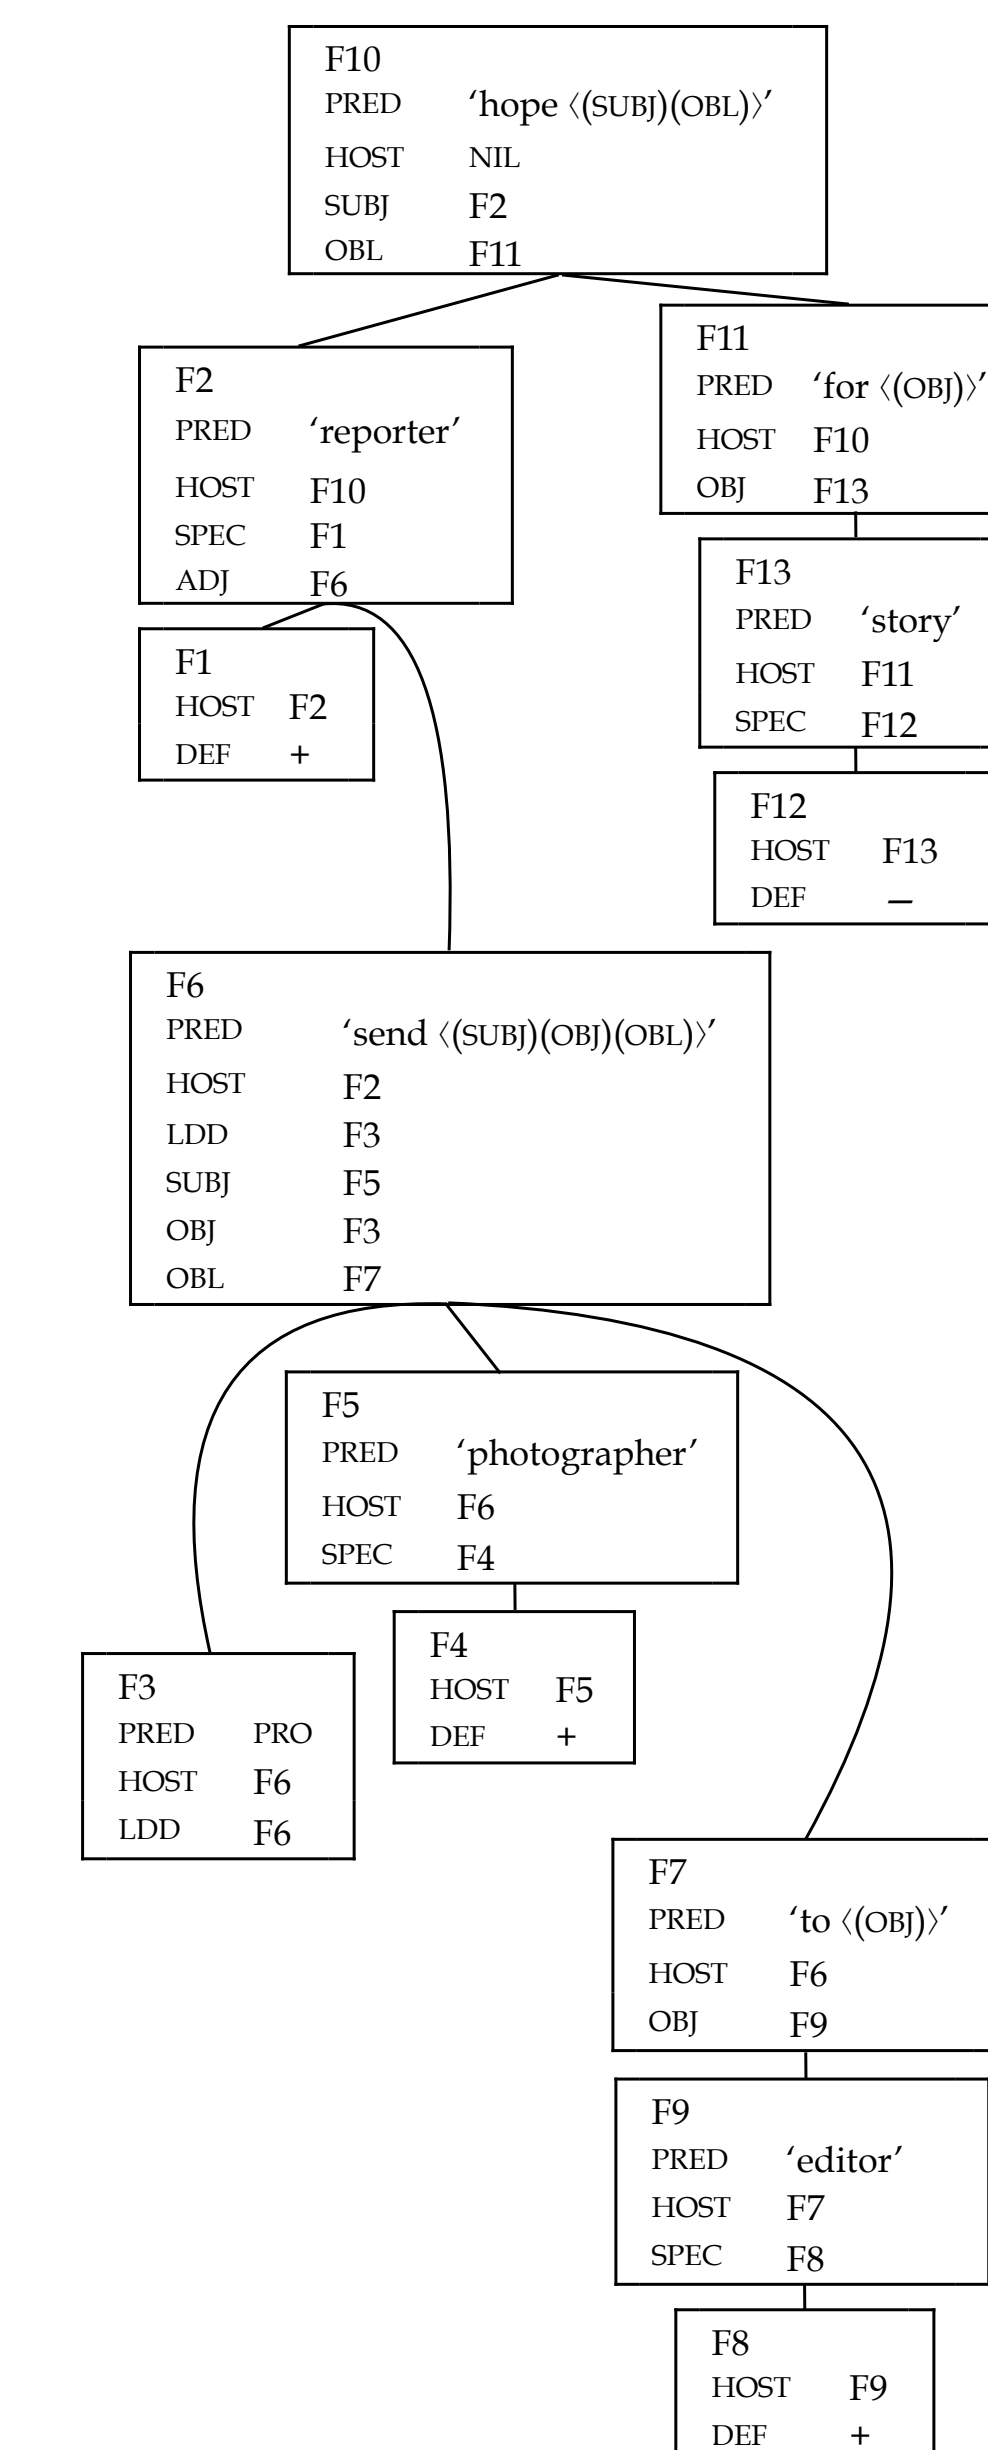 F10
PRED ‘hope ⟨(SUBJ)(OBL)⟩’
HOST NIL
SUBJ F2
OBL F11
F11
PRED ‘for ⟨(OBJ)⟩’
HOST F10
OBJ F13
F2
PRED ‘reporter’
HOST F10
SPEC F1
ADJ F6
F13
PRED ‘story’
HOST F11
SPEC F12
F1
HOST F2
DEF +
F12
HOST F13
DEF –
F6
PRED ‘send ⟨(SUBJ)(OBJ)(OBL)⟩’
HOST F2
LDD F3
SUBJ F5
OBJ F3
OBL F7
F5
PRED ‘photographer’
HOST F6
SPEC F4
F4
HOST F5
DEF +
F3
PRED PRO
HOST F6
LDD F6
F7
PRED ‘to ⟨(OBJ)⟩’
HOST F6
OBJ F9
F9
PRED ‘editor’
HOST F7
SPEC F8
F8
HOST F9
DEF +